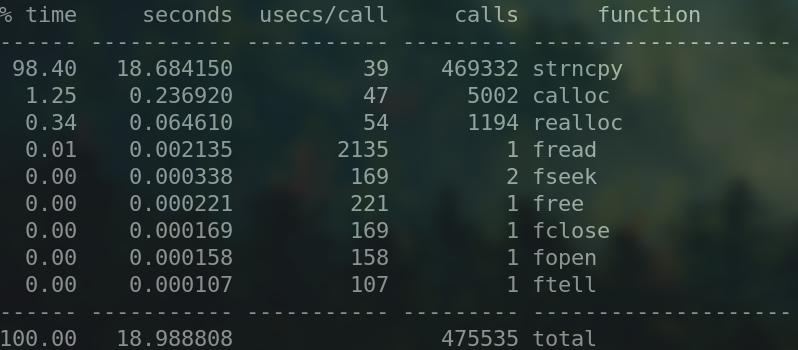 % time     seconds  usecs/call     calls      function
------ ----------- ----------- --------- --------------------
 98.40   18.684150          39    469332 strncpy
  1.25    0.236920          47      5002 calloc
  0.34    0.064610          54      1194 realloc
  0.01    0.002135        2135         1 fread
  0.00    0.000338         169         2 fseek
  0.00    0.000221         221         1 free
  0.00    0.000169         169         1 fclose
  0.00    0.000158         158         1 fopen
  0.00    0.000107         107         1 ftell
------ ----------- ----------- --------- --------------------
100.00   18.988808                475535 total